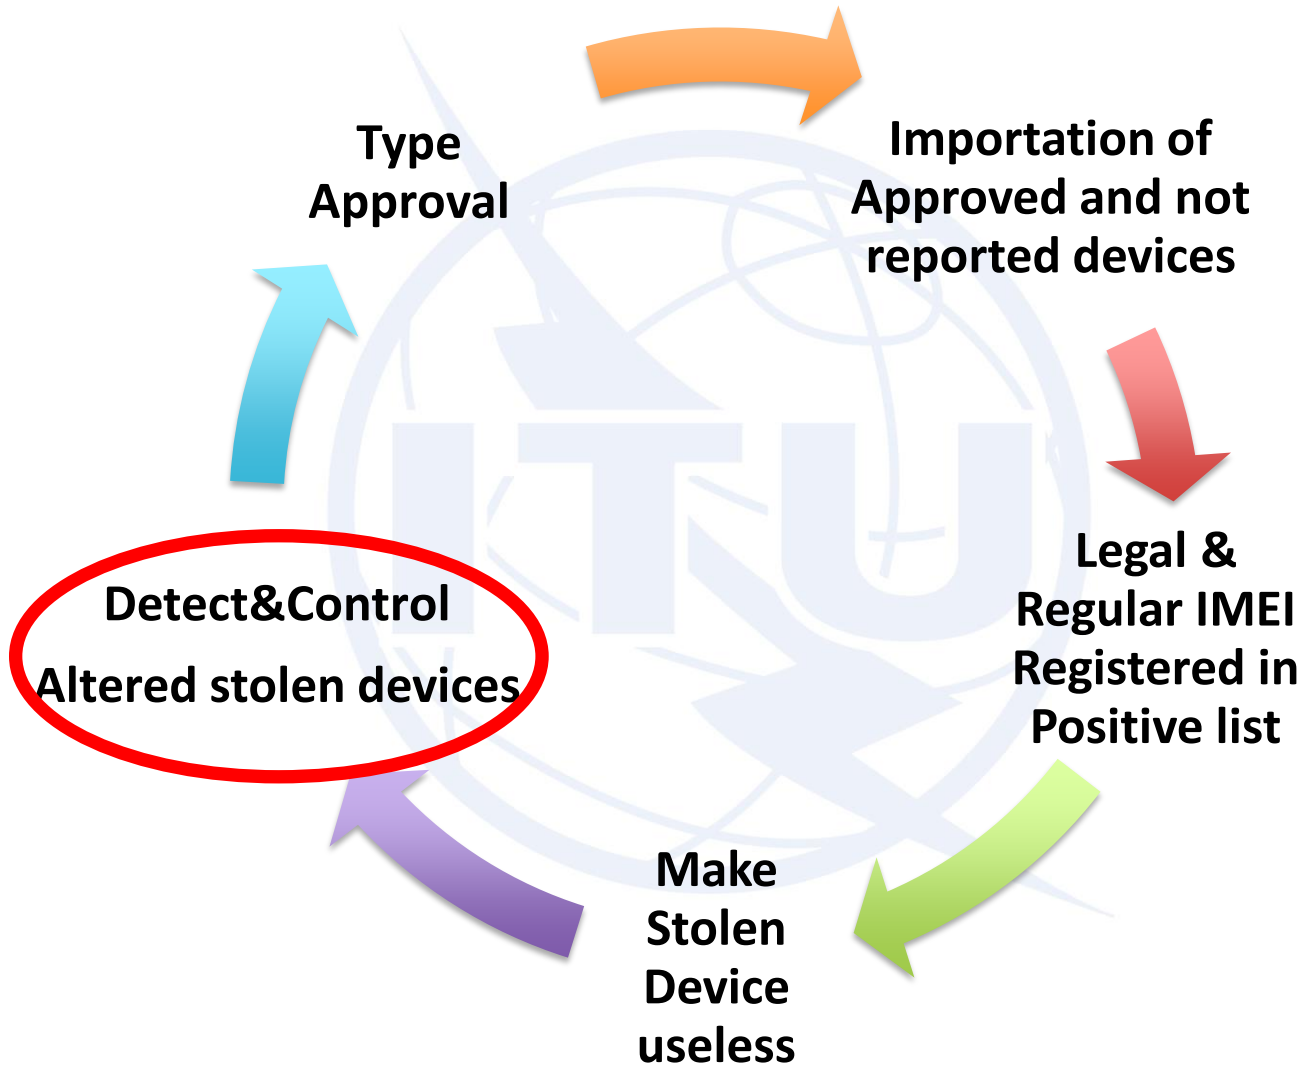 Type
Approval
Importation of
Approved and not
reported devices
Legal &
Regular IMEI
Registered in
Positive list
Make
Stolen
Device
useless
Detect&Control
Altered stolen devices
ITU